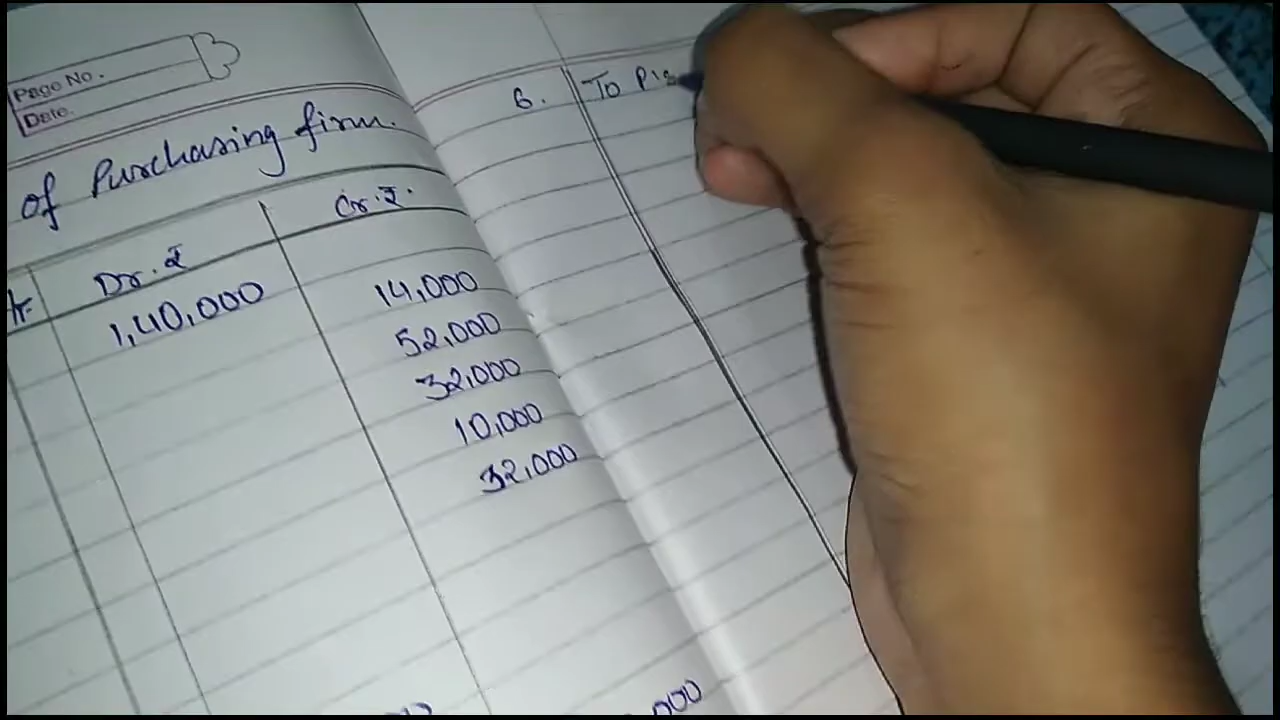 Page No.
Date.
of Purchasing firm.
Dr. ₹ Cr. ₹.
1,40,000 14,000
52,000
32,000
10,000
32,000
000
6. To